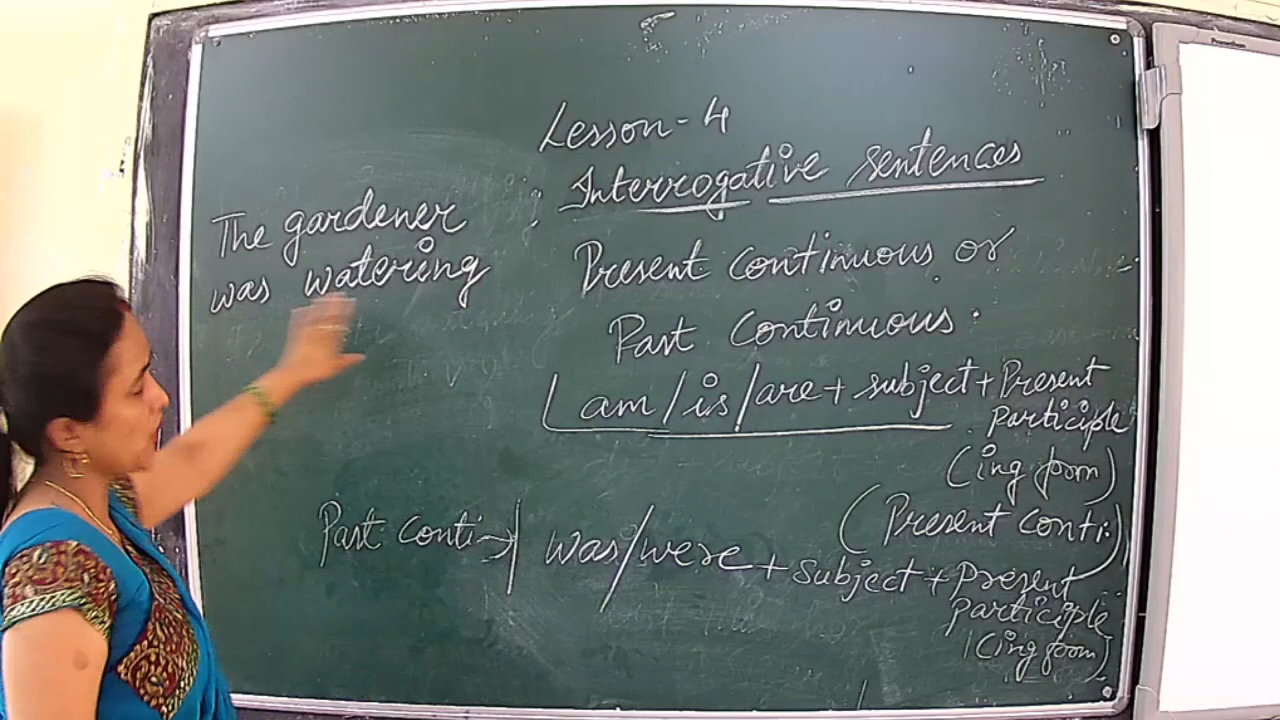 Lesson - 4
Interrogative sentences
The gardener
was watering
Present continuous or
Past Continuous.
am/is/are + subject + Present
participle
(ing form)
(Present conti:)
Past conti → was/were + subject + Present
participle
(ing form)